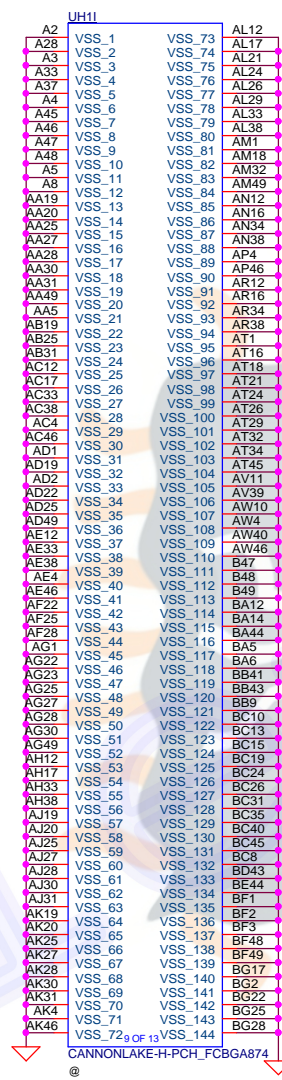 UH1I
A2 VSS_1 VSS_73 AL12
A28 VSS_2 VSS_74 AL17
A3 VSS_3 VSS_75 AL21
A33 VSS_4 VSS_76 AL24
A37 VSS_5 VSS_77 AL26
A4 VSS_6 VSS_78 AL29
A45 VSS_7 VSS_79 AL33
A46 VSS_8 VSS_80 AL38
A47 VSS_9 VSS_81 AM1
A48 VSS_10 VSS_82 AM18
A5 VSS_11 VSS_83 AM32
A8 VSS_12 VSS_84 AM49
AA19 VSS_13 VSS_85 AN12
AA20 VSS_14 VSS_86 AN16
AA25 VSS_15 VSS_87 AN34
AA27 VSS_16 VSS_88 AN38
AA28 VSS_17 VSS_89 AP4
AA30 VSS_18 VSS_90 AP46
AA31 VSS_19 VSS_91 AR12
AA49 VSS_20 VSS_92 AR16
AA5 VSS_21 VSS_93 AR34
AB19 VSS_22 VSS_94 AR38
AB25 VSS_23 VSS_95 AT1
AB31 VSS_24 VSS_96 AT16
AC12 VSS_25 VSS_97 AT18
AC17 VSS_26 VSS_98 AT21
AC33 VSS_27 VSS_99 AT24
AC38 VSS_28 VSS_100 AT26
AC4 VSS_29 VSS_101 AT29
AC46 VSS_30 VSS_102 AT32
AD1 VSS_31 VSS_103 AT34
AD19 VSS_32 VSS_104 AT45
AD2 VSS_33 VSS_105 AV11
AD22 VSS_34 VSS_106 AV39
AD25 VSS_35 VSS_107 AW10
AD49 VSS_36 VSS_108 AW4
AE12 VSS_37 VSS_109 AW40
AE33 VSS_38 VSS_110 AW46
AE38 VSS_39 VSS_111 B47
AE4 VSS_40 VSS_112 B48
AE46 VSS_41 VSS_113 B49
AF22 VSS_42 VSS_114 BA12
AF25 VSS_43 VSS_115 BA14
AF28 VSS_44 VSS_116 BA44
AG1 VSS_45 VSS_117 BA5
AG22 VSS_46 VSS_118 BA6
AG23 VSS_47 VSS_119 BB41
AG25 VSS_48 VSS_120 BB43
AG27 VSS_49 VSS_121 BB9
AG28 VSS_50 VSS_122 BC10
AG30 VSS_51 VSS_123 BC13
AG49 VSS_52 VSS_124 BC15
AH12 VSS_53 VSS_125 BC19
AH17 VSS_54 VSS_126 BC24
AH33 VSS_55 VSS_127 BC26
AH38 VSS_56 VSS_128 BC31
AJ19 VSS_57 VSS_129 BC35
AJ20 VSS_58 VSS_130 BC40
AJ25 VSS_59 VSS_131 BC45
AJ27 VSS_60 VSS_132 BC8
AJ28 VSS_61 VSS_133 BD43
AJ30 VSS_62 VSS_134 BE44
AJ31 VSS_63 VSS_135 BF1
AK19 VSS_64 VSS_136 BF2
AK20 VSS_65 VSS_137 BF3
AK25 VSS_66 VSS_138 BF48
AK27 VSS_67 VSS_139 BF49
AK28 VSS_68 VSS_140 BG17
AK30 VSS_69 VSS_141 BG2
AK31 VSS_70 VSS_142 BG22
AK4 VSS_71 VSS_143 BG25
AK46 VSS_72 9 OF 13 VSS_144 BG28
CANNONLAKE-H-PCH_FCBGA874
@